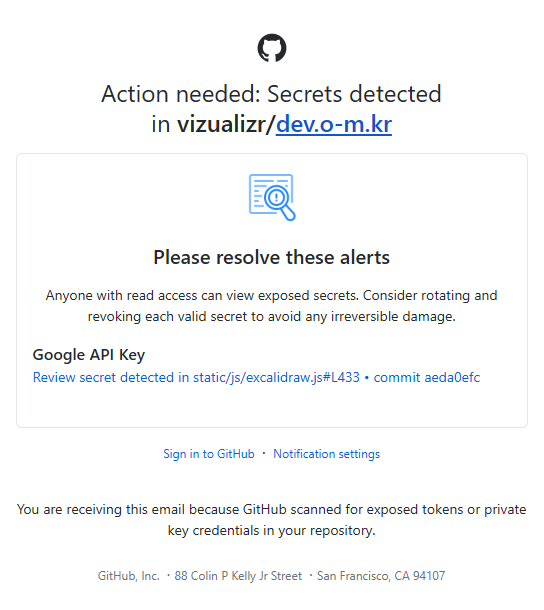 Action needed: Secrets detected
in vizualizr/dev.o-m.kr
Please resolve these alerts
Anyone with read access can view exposed secrets. Consider rotating and
revoking each valid secret to avoid any irreversible damage.
Google API Key
Review secret detected in static/js/excalidraw.js#L433 • commit aeda0efc
Sign in to GitHub · Notification settings
You are receiving this email because GitHub scanned for exposed tokens or private
key credentials in your repository.
GitHub, Inc. ・88 Colin P Kelly Jr Street ・San Francisco, CA 94107